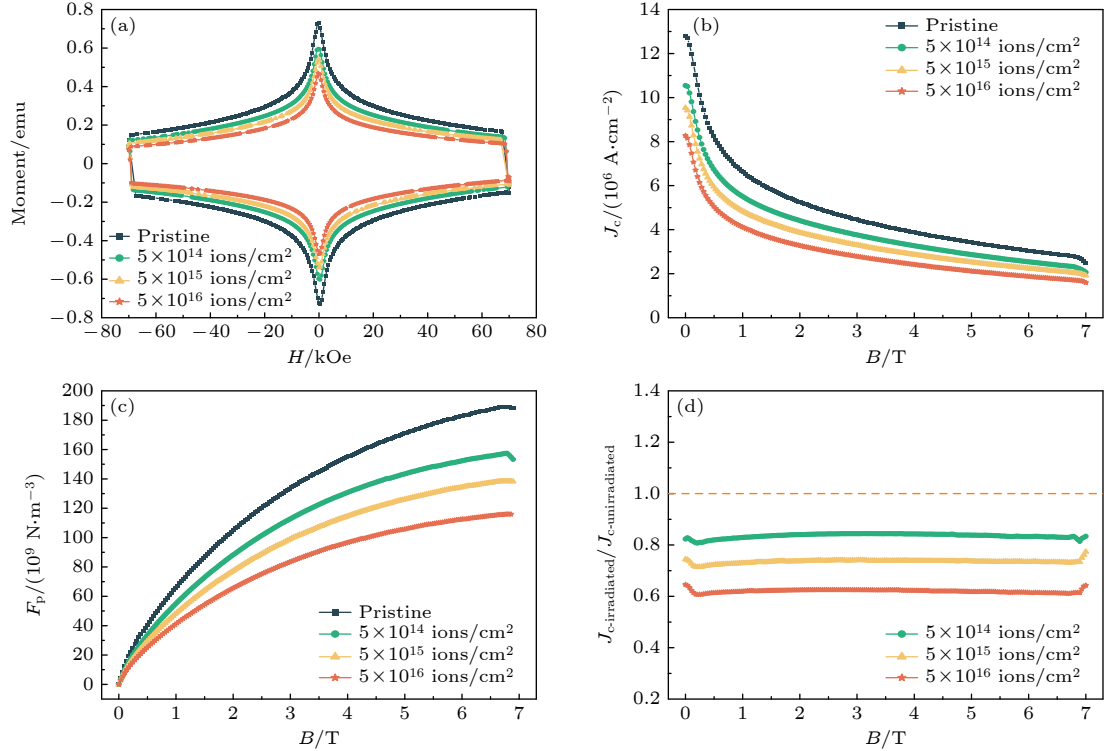 (a)
Moment/emu
0.8
0.6
0.4
0.2
0
−0.2
−0.4
−0.6
−0.8
Pristine
5×10¹⁴ ions/cm²
5×10¹⁵ ions/cm²
5×10¹⁶ ions/cm²
−80 −60 −40 −20 0 20 40 60 80
H/kOe
(b)
J_c/(10⁶ A·cm⁻²)
14
12
10
8
6
4
2
0
Pristine
5×10¹⁴ ions/cm²
5×10¹⁵ ions/cm²
5×10¹⁶ ions/cm²
0 1 2 3 4 5 6 7
B/T
(c)
F_p/(10⁹ N·m⁻³)
200
180
160
140
120
100
80
60
40
20
0
Pristine
5×10¹⁴ ions/cm²
5×10¹⁵ ions/cm²
5×10¹⁶ ions/cm²
0 1 2 3 4 5 6 7
B/T
(d)
J_c-irradiated/J_c-unirradiated
1.4
1.2
1.0
0.8
0.6
0.4
0.2
5×10¹⁴ ions/cm²
5×10¹⁵ ions/cm²
5×10¹⁶ ions/cm²
0 1 2 3 4 5 6 7
B/T